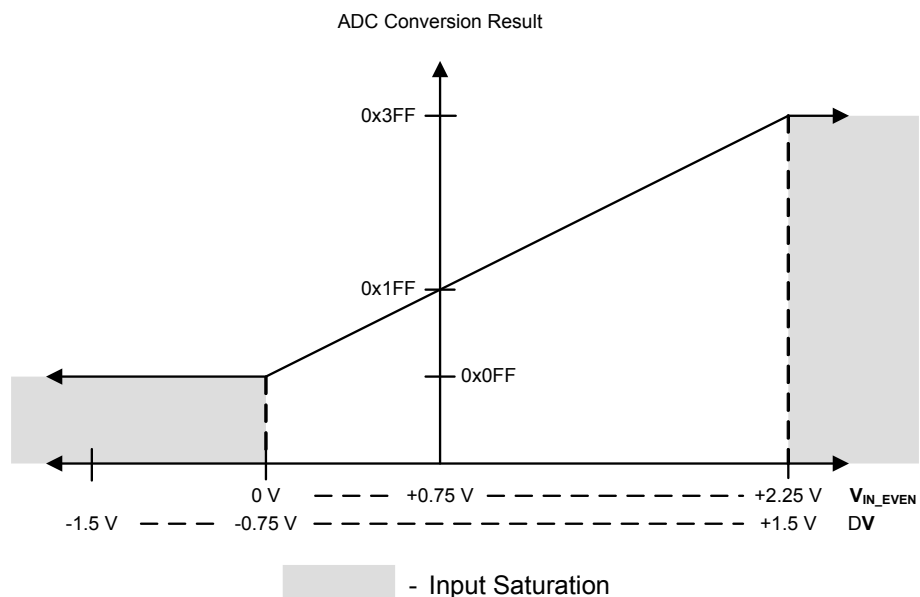 ADC Conversion Result
0x3FF
0x1FF
0x0FF
0 V +0.75 V +2.25 V VIN_EVEN
-1.5 V -0.75 V +1.5 V DV
- Input Saturation